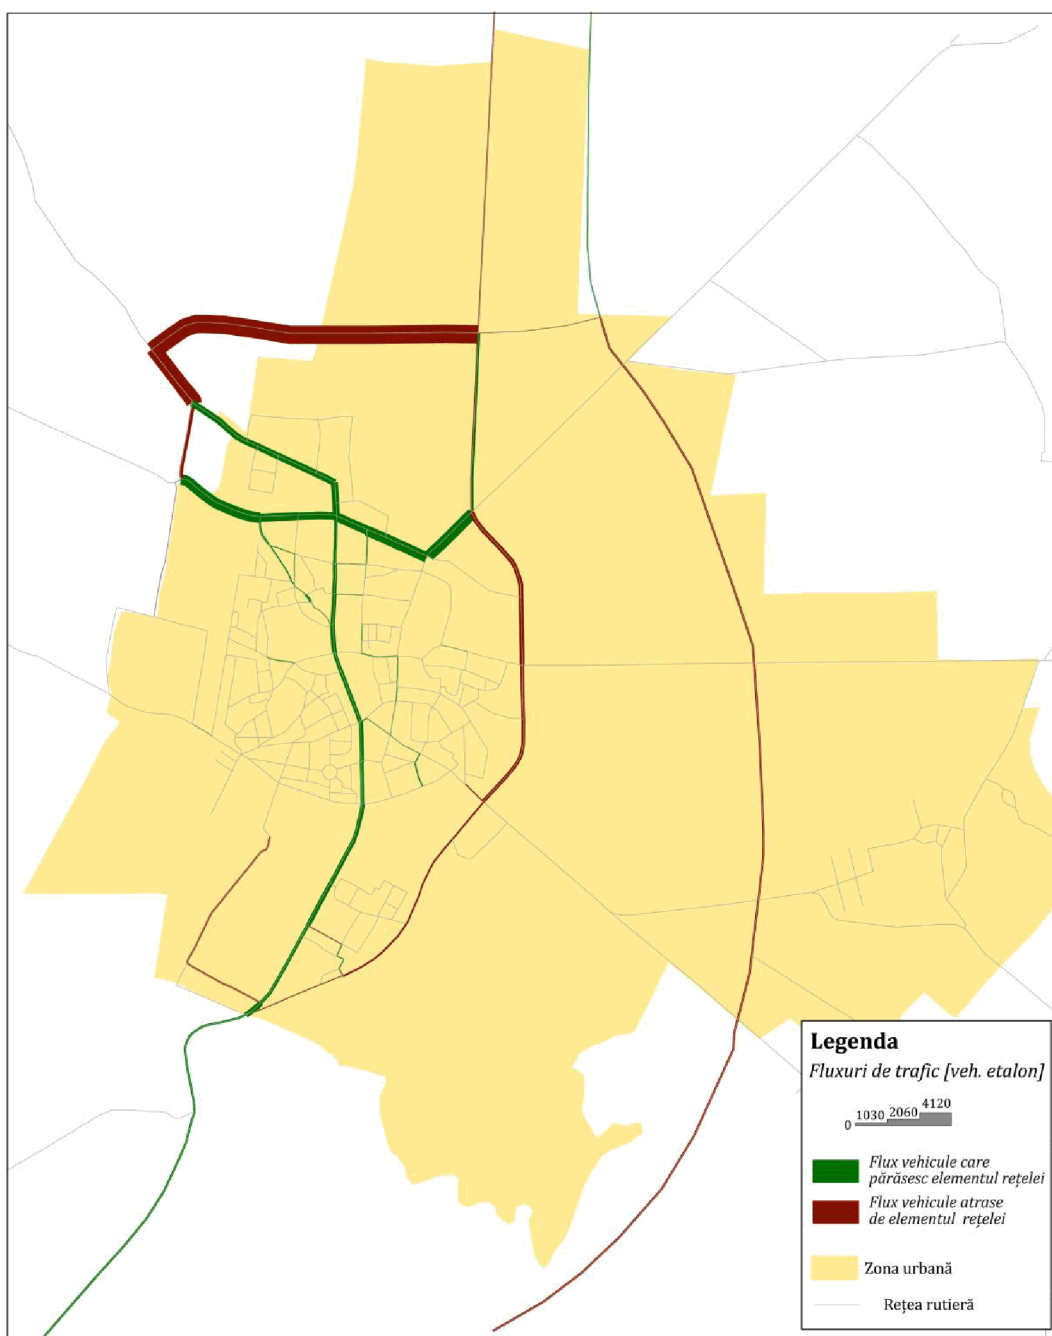 Legenda
Fluxuri de trafic [veh. etalon]
0 1030 2060 4120
Flux vehicule care
părăsesc elementul rețelei
Flux vehicule atrase
de elementul rețelei
Zona urbană
Rețea rutieră